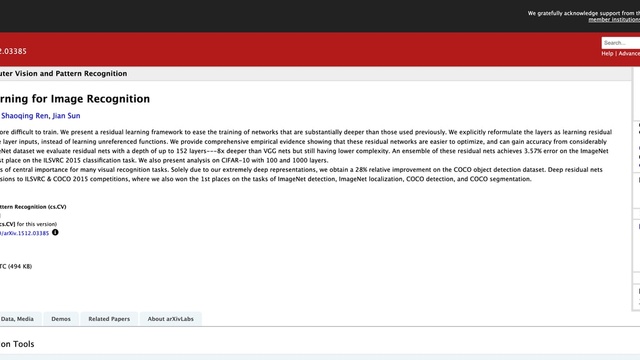 We gratefully acknowledge support from th
member institutions
2.03385
Search...
Help | Advance
uter Vision and Pattern Recognition
rning for Image Recognition
Shaoqing Ren, Jian Sun
ore difficult to train. We present a residual learning framework to ease the training of networks that are substantially deeper than those used previously. We explicitly reformulate the layers as learning residual
e layer inputs, instead of learning unreferenced functions. We provide comprehensive empirical evidence showing that these residual networks are easier to optimize, and can gain accuracy from considerably
eNet dataset we evaluate residual nets with a depth of up to 152 layers---8x deeper than VGG nets but still having lower complexity. An ensemble of these residual nets achieves 3.57% error on the ImageNet
st place on the ILSVRC 2015 classification task. We also present analysis on CIFAR-10 with 100 and 1000 layers.
s of central importance for many visual recognition tasks. Solely due to our extremely deep representations, we obtain a 28% relative improvement on the COCO object detection dataset. Deep residual nets
sions to ILSVRC & COCO 2015 competitions, where we also won the 1st places on the tasks of ImageNet detection, ImageNet localization, COCO detection, and COCO segmentation.
attern Recognition (cs.CV)
cs.CV] for this version)
/arXiv.1512.03385
TC (494 KB)
Data, Media
Demos
Related Papers
About arXivLabs
on Tools